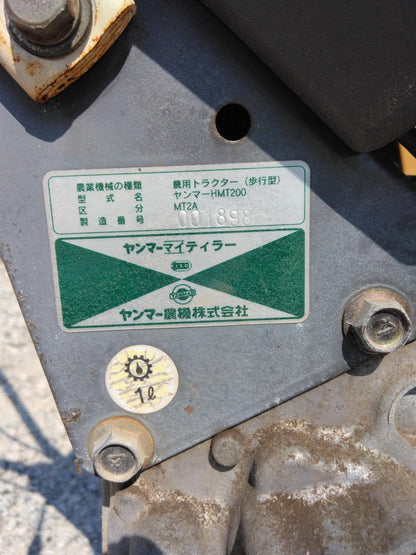 農業機械の種類 農用トラクター（歩行型）
型式名 ヤンマーHMT200
区分 MT2A
製造番号 001898
ヤンマーマイティラー
ヤンマー農機株式会社
1ℓ